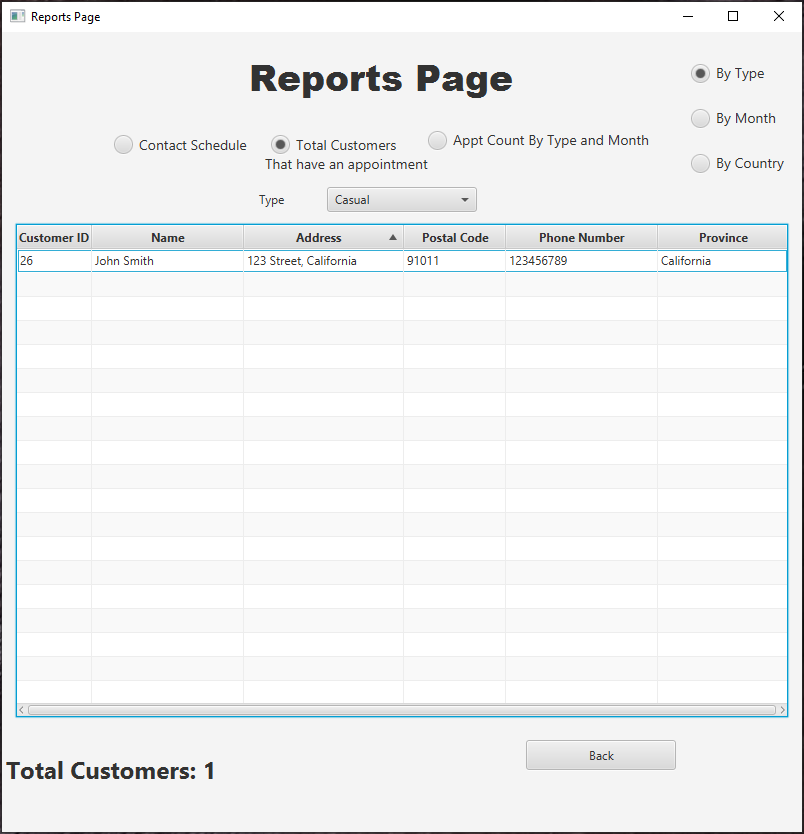 Reports Page
Reports Page
By Type
By Month
By Country
Contact Schedule
Total Customers
That have an appointment
Appt Count By Type and Month
Type Casual
Customer ID Name Address Postal Code Phone Number Province
26 John Smith 123 Street, California 91011 123456789 California
Back
Total Customers: 1